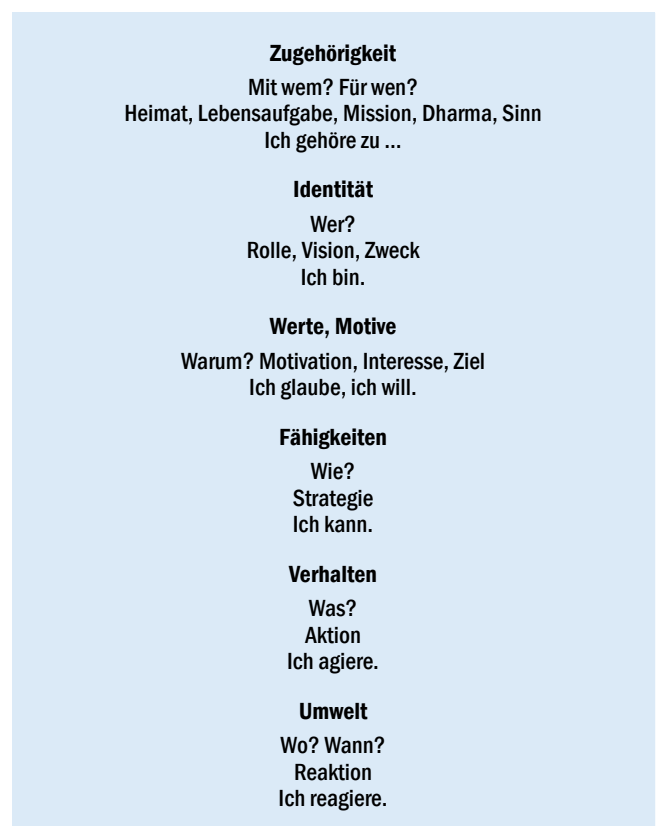 Zugehörigkeit
Mit wem? Für wen?
Heimat, Lebensaufgabe, Mission, Dharma, Sinn
Ich gehöre zu ...
Identität
Wer?
Rolle, Vision, Zweck
Ich bin.
Werte, Motive
Warum? Motivation, Interesse, Ziel
Ich glaube, ich will.
Fähigkeiten
Wie?
Strategie
Ich kann.
Verhalten
Was?
Aktion
Ich agiere.
Umwelt
Wo? Wann?
Reaktion
Ich reagiere.